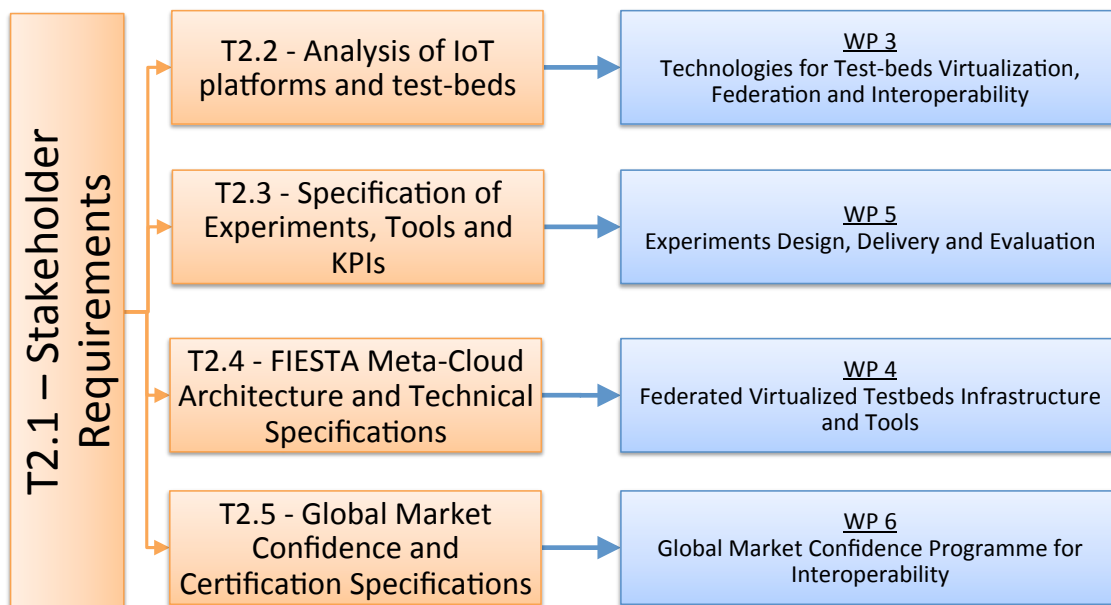 T2.1 – Stakeholder
Requirements
T2.2 - Analysis of IoT
platforms and test-beds
WP 3
Technologies for Test-beds Virtualization,
Federation and Interoperability
T2.3 - Specification of
Experiments, Tools and
KPIs
WP 5
Experiments Design, Delivery and Evaluation
T2.4 - FIESTA Meta-Cloud
Architecture and Technical
Specifications
WP 4
Federated Virtualized Testbeds Infrastructure
and Tools
T2.5 - Global Market
Confidence and
Certification Specifications
WP 6
Global Market Confidence Programme for
Interoperability